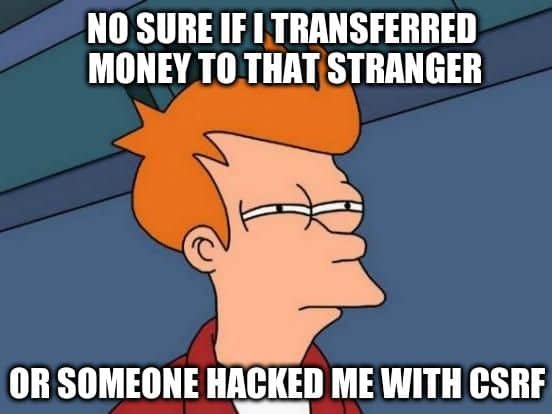 NO SURE IF I TRANSFERRED
MONEY TO THAT STRANGER
OR SOMEONE HACKED ME WITH CSRF